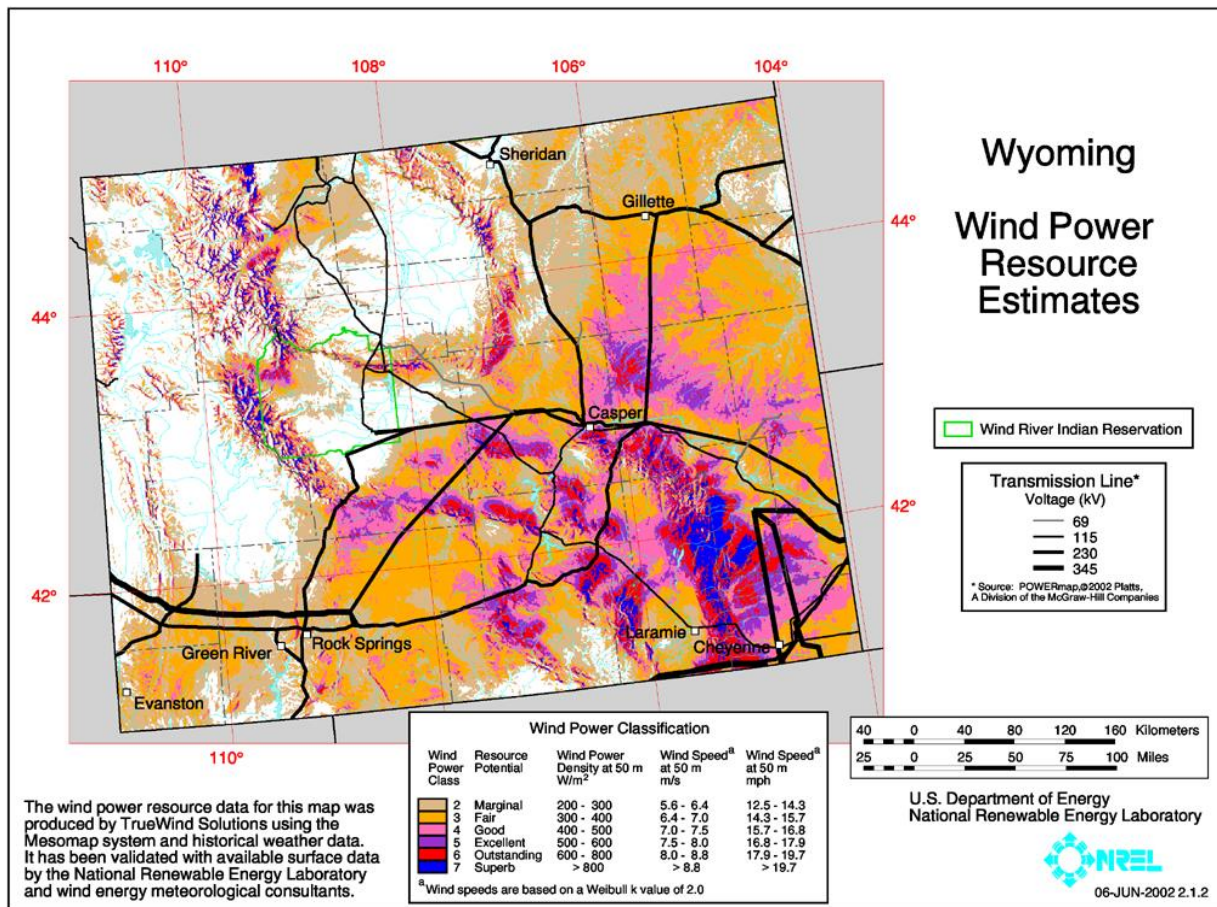 110°
108°
106°
104°
Sheridan
Gillette
44°
44°
Casper
42°
42°
Laramie
Cheyenne
Green River
Rock Springs
Evanston
110°
Wyoming
Wind Power
Resource
Estimates
Wind River Indian Reservation
Transmission Line*
Voltage (kV)
69
115
230
345
* Source: POWERmap,©2002 Platts,
A Division of the McGraw-Hill Companies
Wind Power Classification
Wind Power Class Resource Potential Wind Power Density at 50 m W/m² Wind Speedª at 50 m m/s Wind Speedª at 50 m mph
2 Marginal 200 - 300 5.6 - 6.4 12.5 - 14.3
3 Fair 300 - 400 6.4 - 7.0 14.3 - 15.7
4 Good 400 - 500 7.0 - 7.5 15.7 - 16.8
5 Excellent 500 - 600 7.5 - 8.0 16.8 - 17.9
6 Outstanding 600 - 800 8.0 - 8.8 17.9 - 19.7
7 Superb > 800 > 8.8 > 19.7
ª Wind speeds are based on a Weibull k value of 2.0
40 0 40 80 120 160 Kilometers
25 0 25 50 75 100 Miles
The wind power resource data for this map was
produced by TrueWind Solutions using the
Mesomap system and historical weather data.
It has been validated with available surface data
by the National Renewable Energy Laboratory
and wind energy meteorological consultants.
U.S. Department of Energy
National Renewable Energy Laboratory
NREL
06-JUN-2002 2.1.2